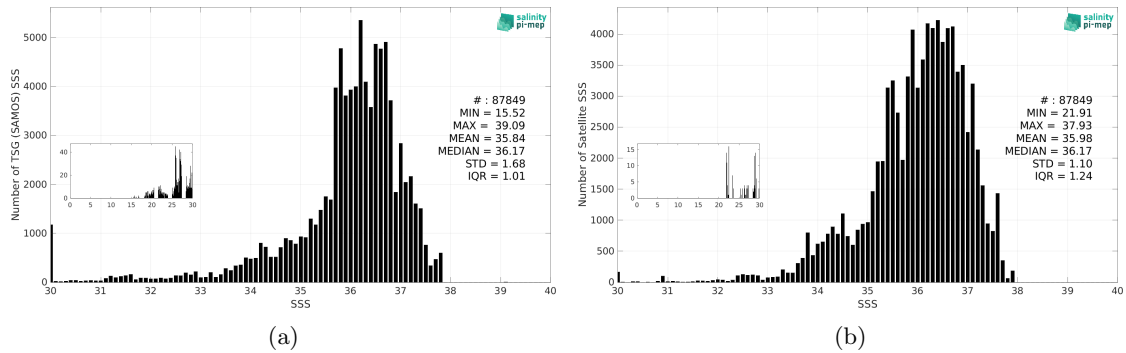 salinity
pi-mep
Number of TSG (SAMOS) SSS
5000
4000
3000
2000
1000
0
# : 87849
MIN = 15.52
MAX = 39.09
MEAN = 35.84
MEDIAN = 36.17
STD = 1.68
IQR = 1.01
40
20
0
0 5 10 15 20 25 30
30 31 32 33 34 35 36 37 38 39 40
SSS
(a)
salinity
pi-mep
Number of Satellite SSS
4000
3500
3000
2500
2000
1500
1000
500
0
# : 87849
MIN = 21.91
MAX = 37.93
MEAN = 35.98
MEDIAN = 36.17
STD = 1.10
IQR = 1.24
15
10
5
0
0 5 10 15 20 25 30
30 31 32 33 34 35 36 37 38 39 40
SSS
(b)